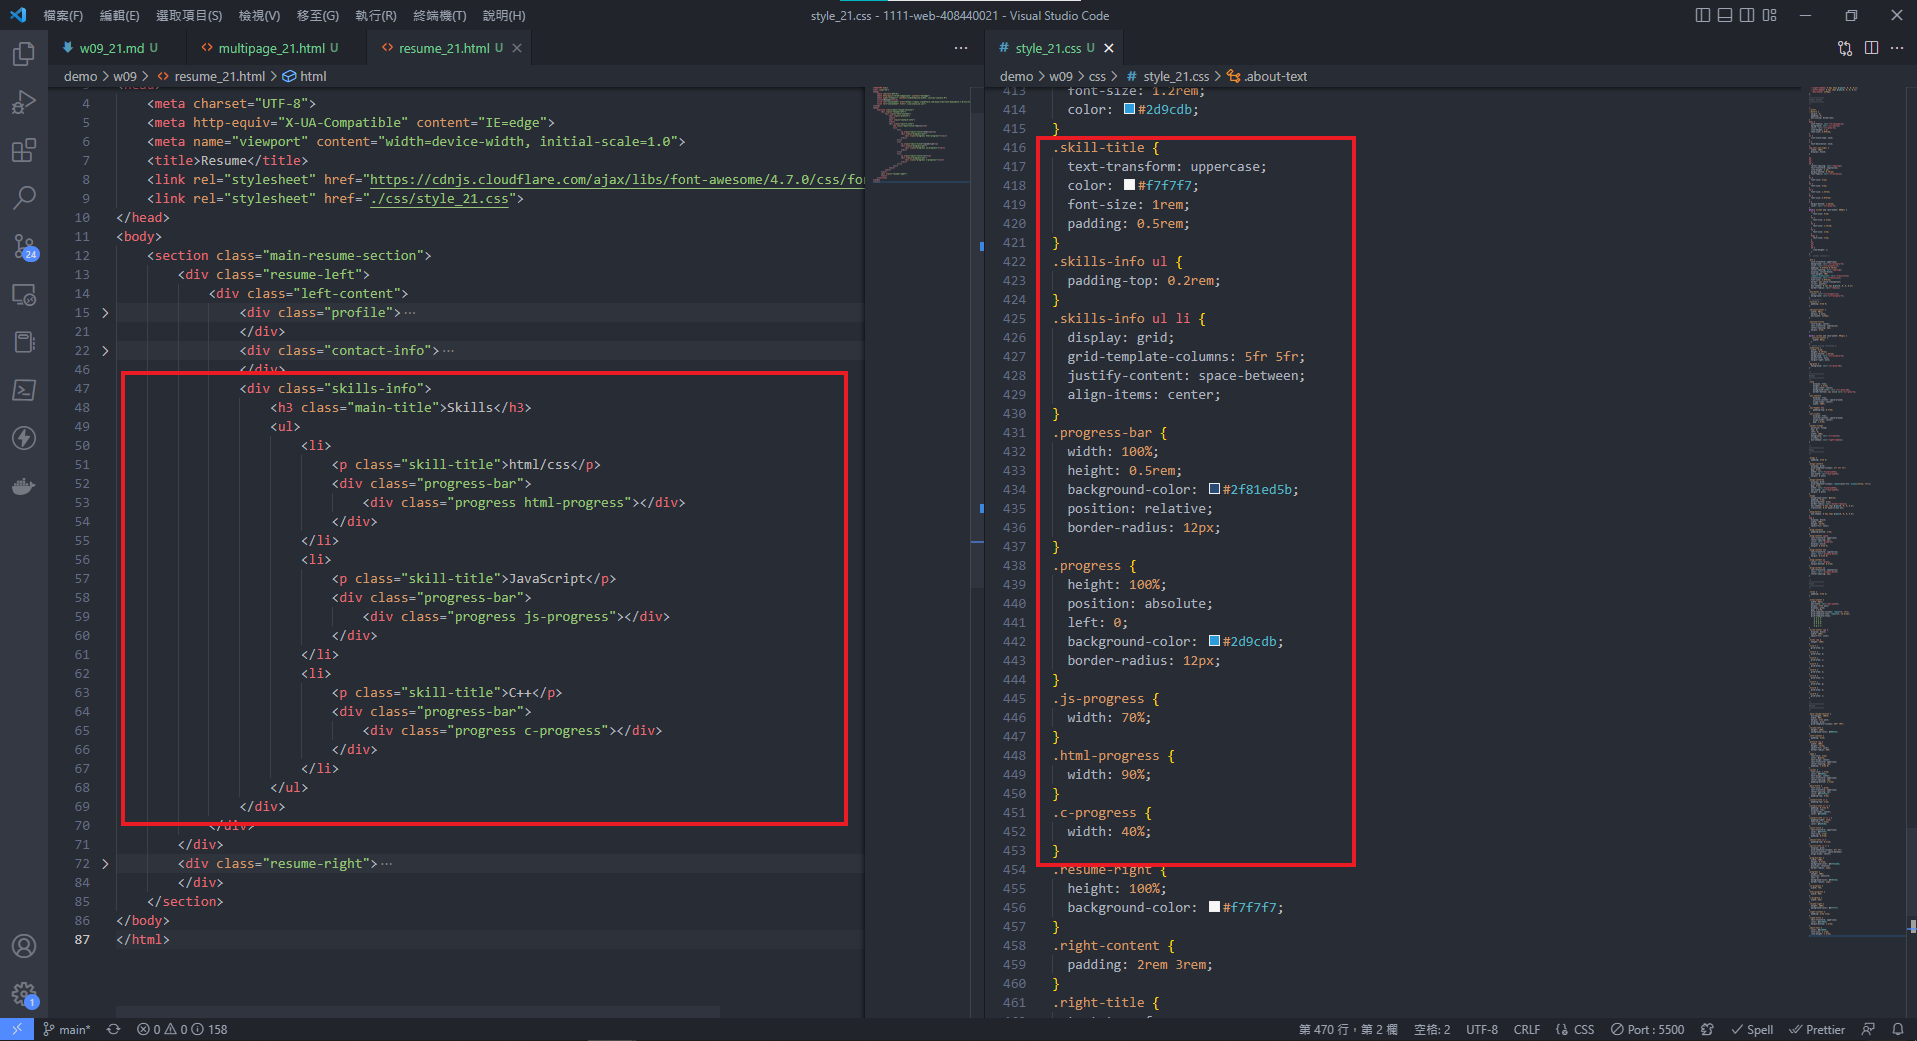 檔案(F) 編輯(E) 選取項目(S) 檢視(V) 移至(G) 執行(R) 終端機(T) 說明(H) style_21.css - 1111-web-408440021 - Visual Studio Code
w09_21.md U <> multipage_21.html U <> resume_21.html U ×
demo > w09 > <> resume_21.html > html
4 <meta charset="UTF-8">
5 <meta http-equiv="X-UA-Compatible" content="IE=edge">
6 <meta name="viewport" content="width=device-width, initial-scale=1.0">
7 <title>Resume</title>
8 <link rel="stylesheet" href="https://cdnjs.cloudflare.com/ajax/libs/font-awesome/4.7.0/css/for
9 <link rel="stylesheet" href="./css/style_21.css">
10 </head>
11 <body>
12 <section class="main-resume-section">
13 <div class="resume-left">
14 <div class="left-content">
15 <div class="profile">…
21 </div>
22 <div class="contact-info">…
46 </div>
47 <div class="skills-info">
48 <h3 class="main-title">Skills</h3>
49 <ul>
50 <li>
51 <p class="skill-title">html/css</p>
52 <div class="progress-bar">
53 <div class="progress html-progress"></div>
54 </div>
55 </li>
56 <li>
57 <p class="skill-title">JavaScript</p>
58 <div class="progress-bar">
59 <div class="progress js-progress"></div>
60 </div>
61 </li>
62 <li>
63 <p class="skill-title">C++</p>
64 <div class="progress-bar">
65 <div class="progress c-progress"></div>
66 </div>
67 </li>
68 </ul>
69 </div>
70 </div>
71 </div>
72 <div class="resume-right">…
84 </div>
85 </section>
86 </body>
87 </html>
# style_21.css U ×
demo > w09 > css > # style_21.css > .about-text
413 font-size: 1.2rem;
414 color: #2d9cdb;
415 }
416 .skill-title {
417 text-transform: uppercase;
418 color: #f7f7f7;
419 font-size: 1rem;
420 padding: 0.5rem;
421 }
422 .skills-info ul {
423 padding-top: 0.2rem;
424 }
425 .skills-info ul li {
426 display: grid;
427 grid-template-columns: 5fr 5fr;
428 justify-content: space-between;
429 align-items: center;
430 }
431 .progress-bar {
432 width: 100%;
433 height: 0.5rem;
434 background-color: #2f81ed5b;
435 position: relative;
436 border-radius: 12px;
437 }
438 .progress {
439 height: 100%;
440 position: absolute;
441 left: 0;
442 background-color: #2d9cdb;
443 border-radius: 12px;
444 }
445 .js-progress {
446 width: 70%;
447 }
448 .html-progress {
449 width: 90%;
450 }
451 .c-progress {
452 width: 40%;
453 }
454 .resume-right {
455 height: 100%;
456 background-color: #f7f7f7;
457 }
458 .right-content {
459 padding: 2rem 3rem;
460 }
461 .right-title {
24
1
main* 0 0 158 第 470 行，第 2 欄 空格: 2 UTF-8 CRLF CSS Port : 5500 Spell Prettier